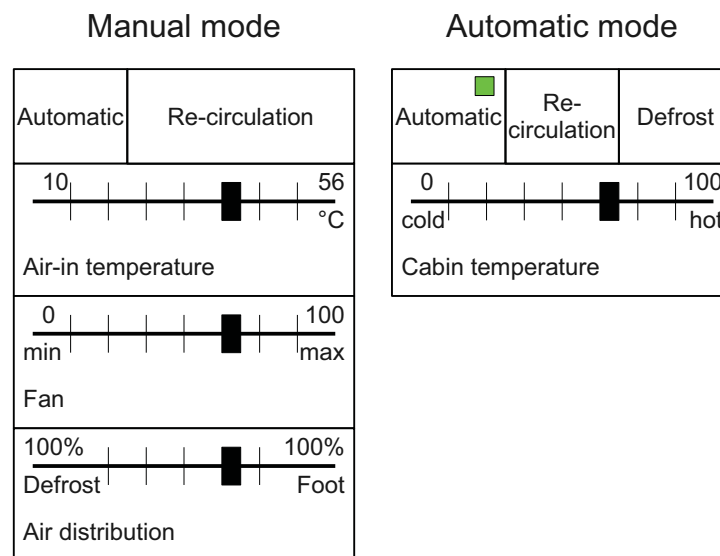 Manual mode
Automatic
Re-circulation
10
56
°C
Air-in temperature
0
100
min
max
Fan
100%
100%
Defrost
Foot
Air distribution
Automatic mode
Automatic
Re-
circulation
Defrost
0
100
cold
hot
Cabin temperature